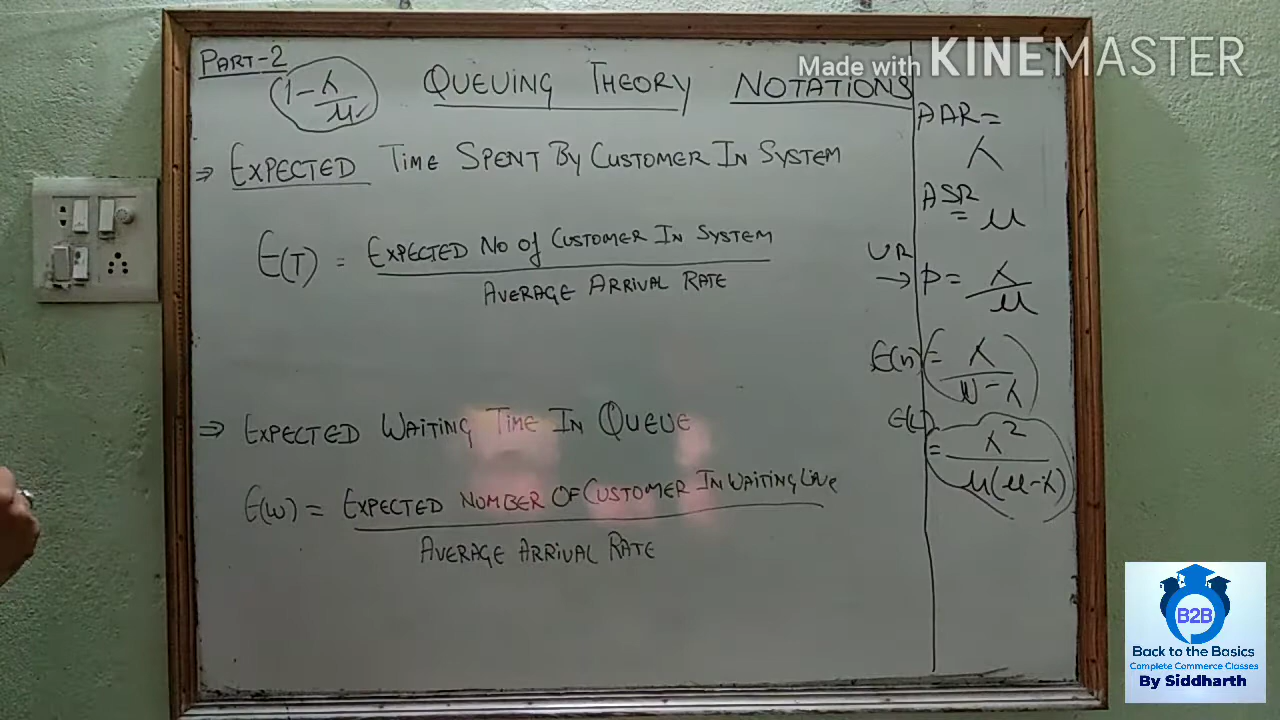 PART-2
1 - λ/μ
QUEUING THEORY NOTATIONS
⇒ EXPECTED TIME SPENT BY CUSTOMER IN SYSTEM
E(T) = EXPECTED NO Of CUSTOMER IN SYSTEM
AVERAGE ARRIVAL RATE
⇒ EXPECTED WAITING TIME IN QUEUE
E(W) = EXPECTED NUMBER OF CUSTOMER IN WAITING LINE
AVERAGE ARRIVAL RATE
AAR =
λ
ASR
= μ
UR
→ P = λ/μ
E(n) = λ/μ-λ
E(L)
= λ²/μ(μ-λ)
Made with KINEMASTER
B2B
Back to the Basics
Complete Commerce Classes
By Siddharth